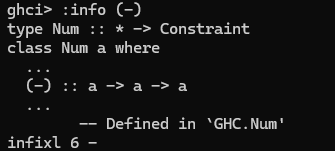 ghci> :info (-)
type Num :: * -> Constraint
class Num a where
  ...
  (-) :: a -> a -> a
  ...
        -- Defined in ‘GHC.Num'
infixl 6 -